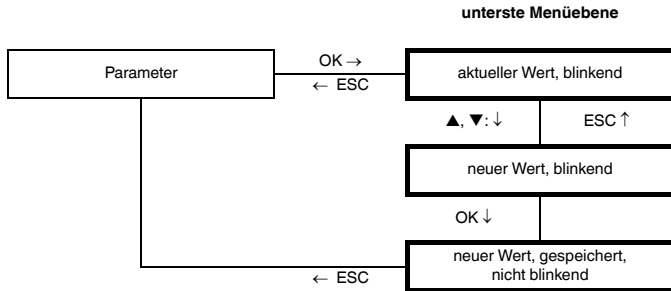 unterste Menüebene
OK →
Parameter
aktueller Wert, blinkend
← ESC
▲, ▼: ↓
ESC ↑
neuer Wert, blinkend
OK ↓
neuer Wert, gespeichert,
nicht blinkend
← ESC